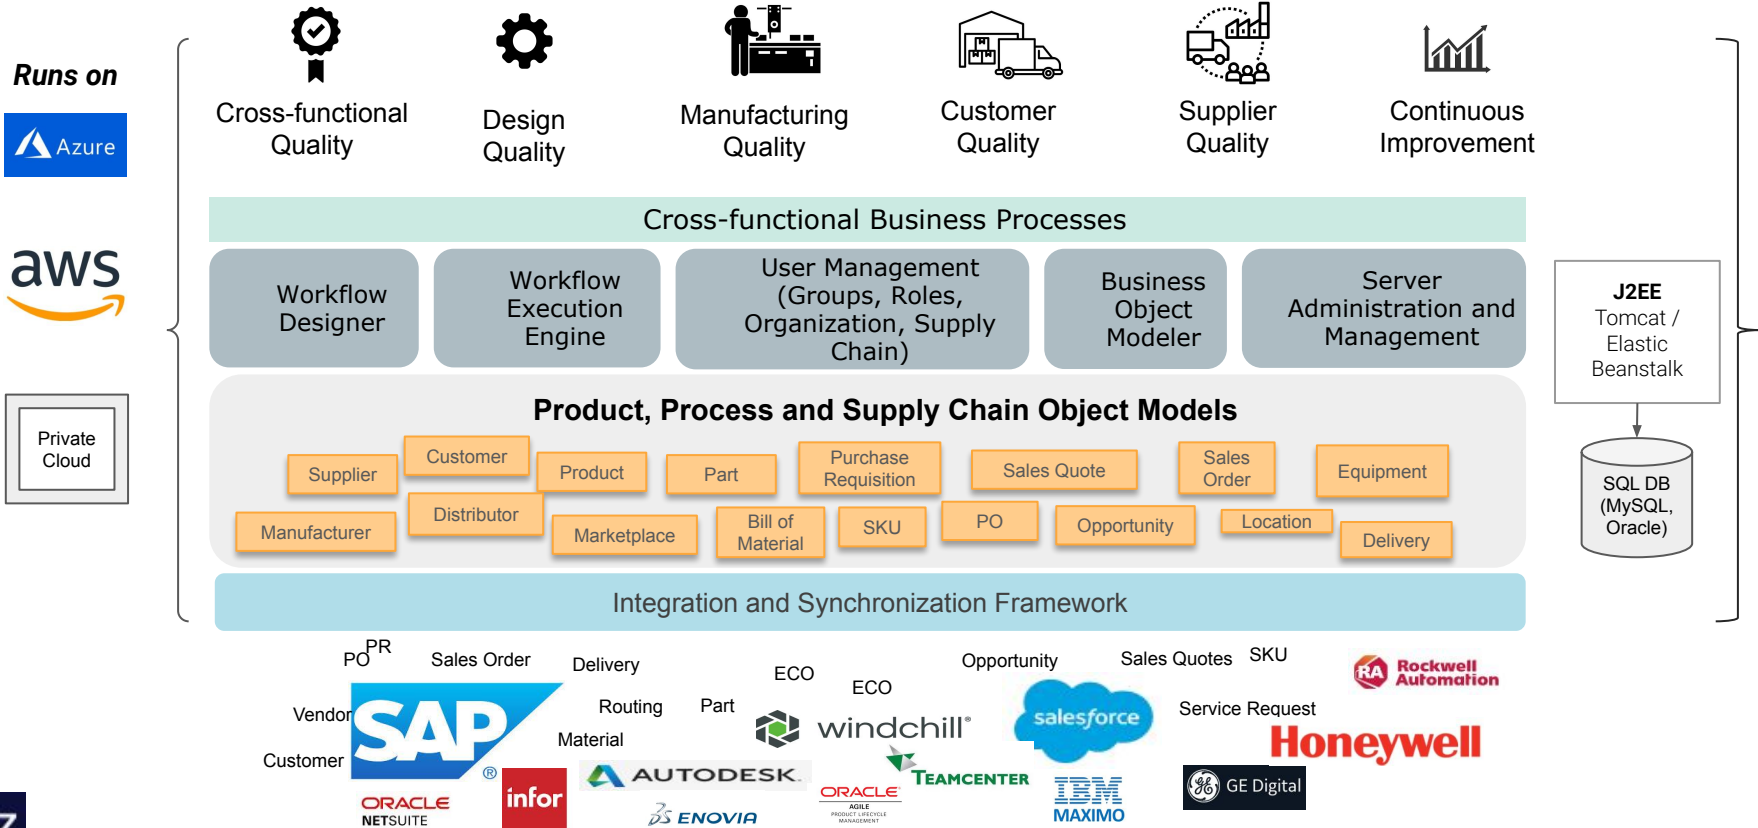 Runs on
Azure
aws
Private
Cloud
Cross-functional
Quality
Design
Quality
Manufacturing
Quality
Customer
Quality
Supplier
Quality
Continuous
Improvement
Cross-functional Business Processes
Workflow
Designer
Workflow
Execution
Engine
User Management
(Groups, Roles,
Organization, Supply
Chain)
Business
Object
Modeler
Server
Administration and
Management
J2EE
Tomcat /
Elastic
Beanstalk
SQL DB
(MySQL,
Oracle)
Product, Process and Supply Chain Object Models
Supplier
Customer
Product
Part
Purchase
Requisition
Sales Quote
Sales
Order
Equipment
Manufacturer
Distributor
Marketplace
Bill of
Material
SKU
PO
Opportunity
Location
Delivery
Integration and Synchronization Framework
PO
PR
Sales Order
Delivery
ECO
ECO
Opportunity
Sales Quotes
SKU
Rockwell
Automation
RA
Vendor
SAP
®
Routing
Part
windchill®
salesforce
Service Request
Honeywell
Customer
Material
AUTODESK.
TEAMCENTER
ORACLE
NETSUITE
infor
ENOVIA
ORACLE
AGILE
PRODUCT LIFECYCLE
MANAGEMENT
IBM
MAXIMO
GE Digital
Z